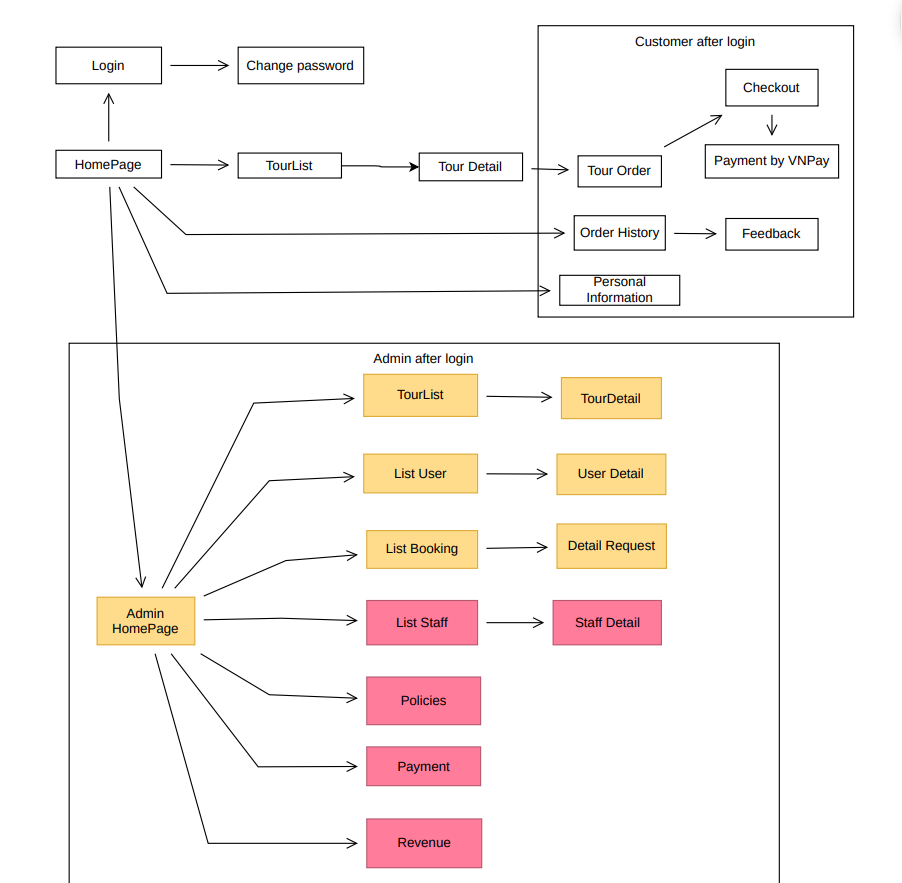 Customer after login
Login
Change password
Checkout
HomePage
TourList
Tour Detail
Tour Order
Payment by VNPay
Order History
Feedback
Personal
Information
Admin after login
TourList
TourDetail
List User
User Detail
List Booking
Detail Request
Admin
HomePage
List Staff
Staff Detail
Policies
Payment
Revenue